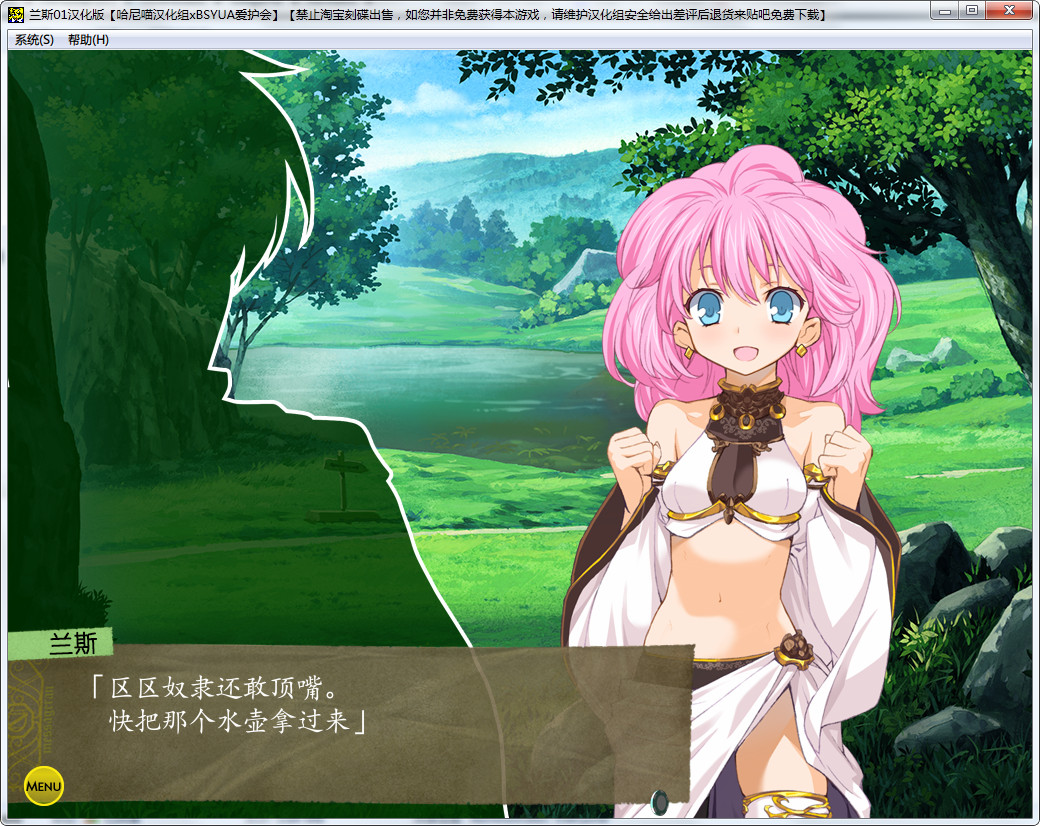 兰斯01汉化版【哈尼喵汉化组xBSYUA爱护会】【禁止淘宝刻碟出售，如您并非免费获得本游戏，请维护汉化组安全给出差评后退货来贴吧免费下载】
系统(S) 帮助(H)
兰斯
「区区奴隶还敢顶嘴。
快把那个水壶拿过来」
MENU